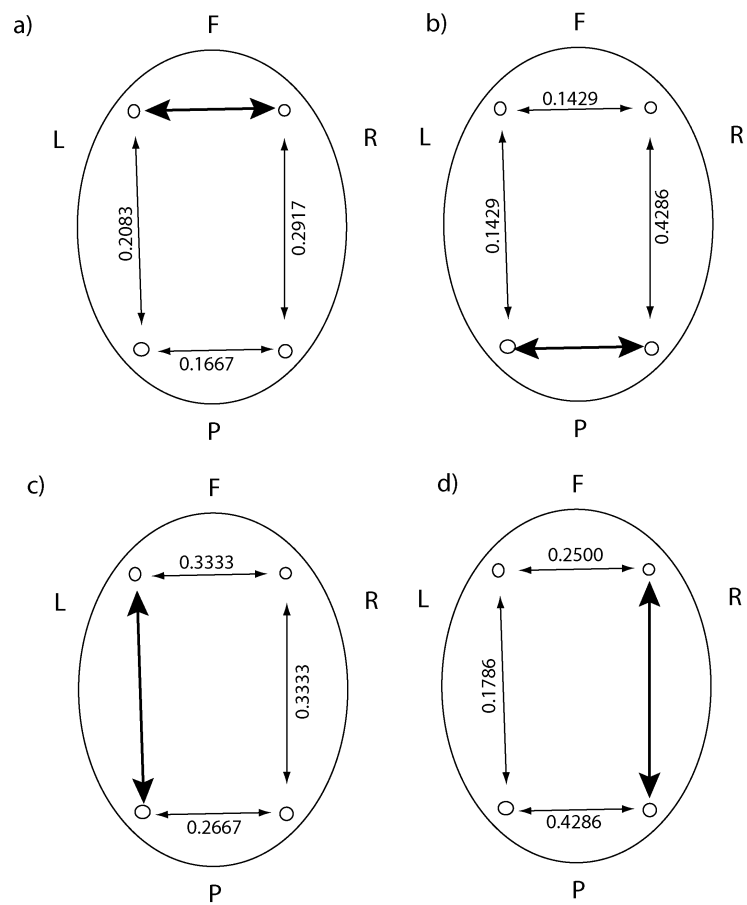 a)
F
L
R
0.2083
0.2917
0.1667
P
b)
F
0.1429
L
R
0.1429
0.4286
P
c)
F
0.3333
L
R
0.3333
0.2667
P
d)
F
0.2500
L
R
0.1786
0.4286
P